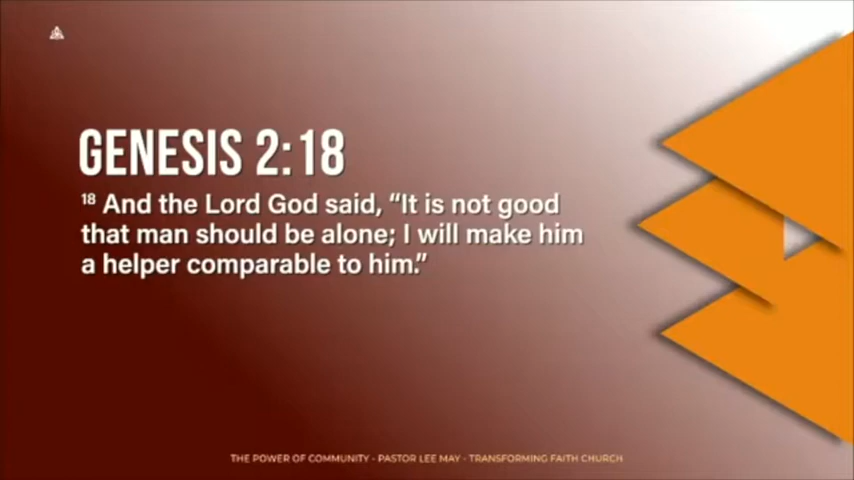 GENESIS 2:18
18 And the Lord God said, “It is not good
that man should be alone; I will make him
a helper comparable to him.”
THE POWER OF COMMUNITY - PASTOR LEE MAY - TRANSFORMING FAITH CHURCH